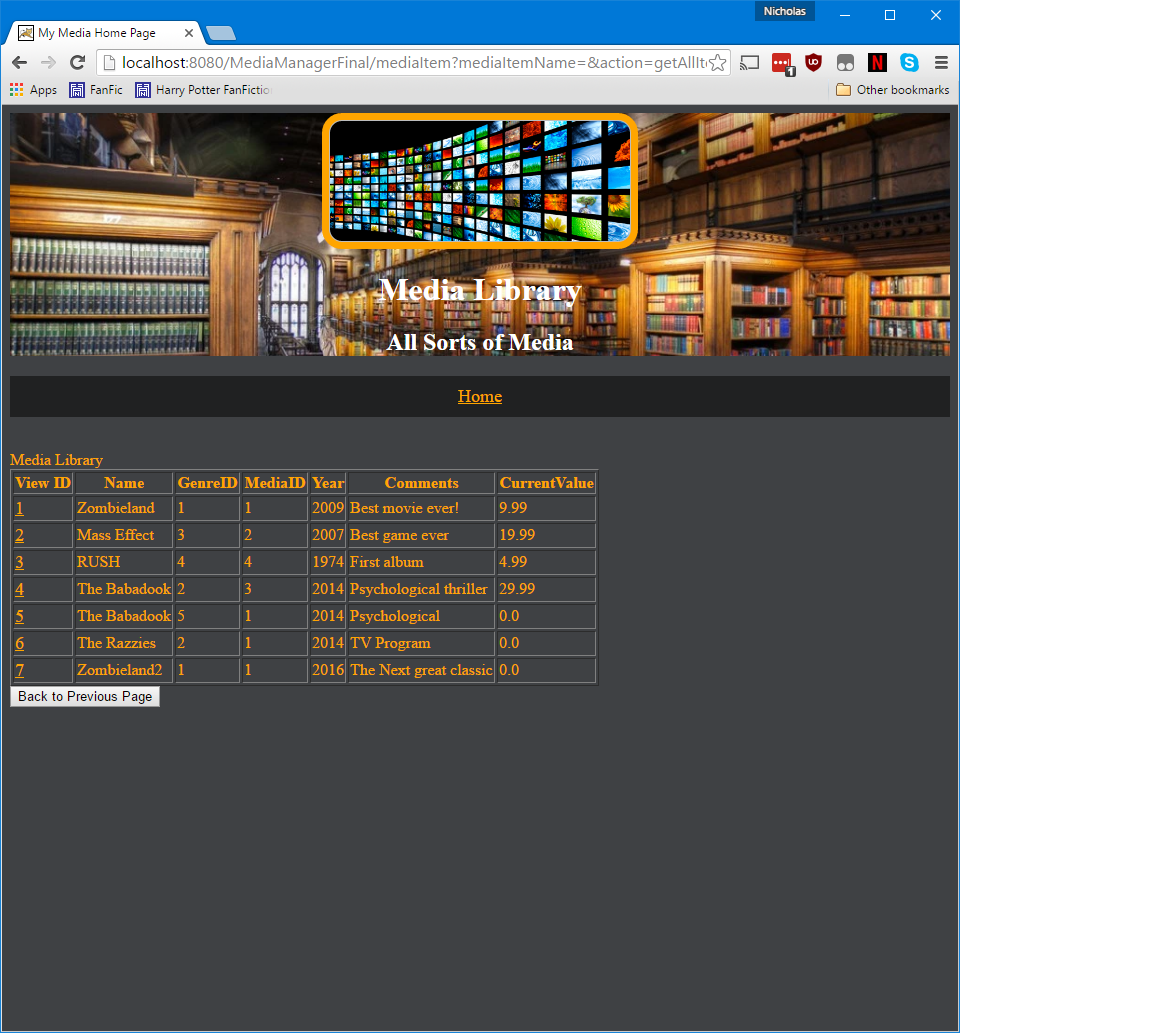 Nicholas
My Media Home Page
localhost:8080/MediaManagerFinal/mediaItem?medialtemName=&action=getAllIt
1
Apps FanFic Harry Potter FanFictio Other bookmarks
Media Library
All Sorts of Media
Home
Media Library
View ID Name GenreID MediaID Year Comments CurrentValue
1 Zombieland 1 1 2009 Best movie ever! 9.99
2 Mass Effect 3 2 2007 Best game ever 19.99
3 RUSH 4 4 1974 First album 4.99
4 The Babadook 2 3 2014 Psychological thriller 29.99
5 The Babadook 5 1 2014 Psychological 0.0
6 The Razzies 2 1 2014 TV Program 0.0
7 Zombieland2 1 1 2016 The Next great classic 0.0
Back to Previous Page